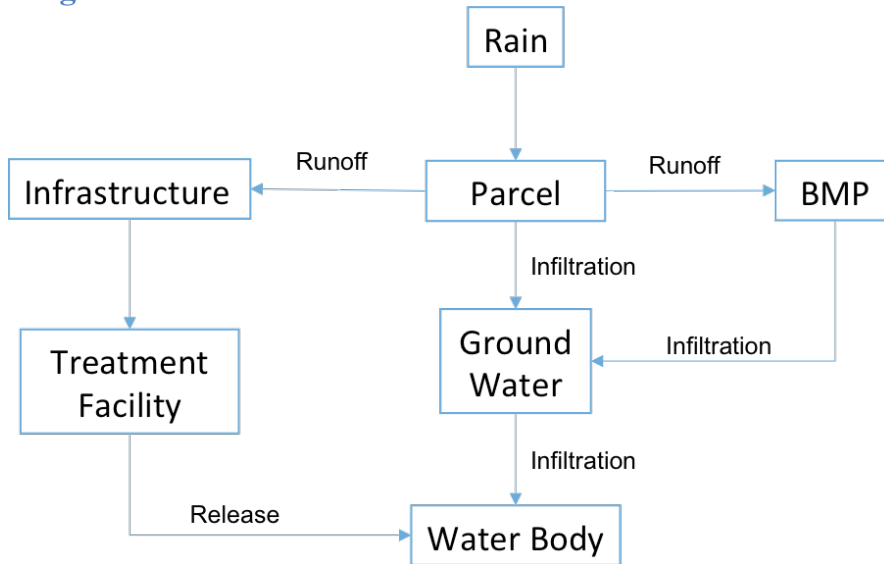 Rain
Runoff
Runoff
Infrastructure
Parcel
BMP
Infiltration
Treatment
Facility
Ground
Water
Infiltration
Infiltration
Release
Water Body